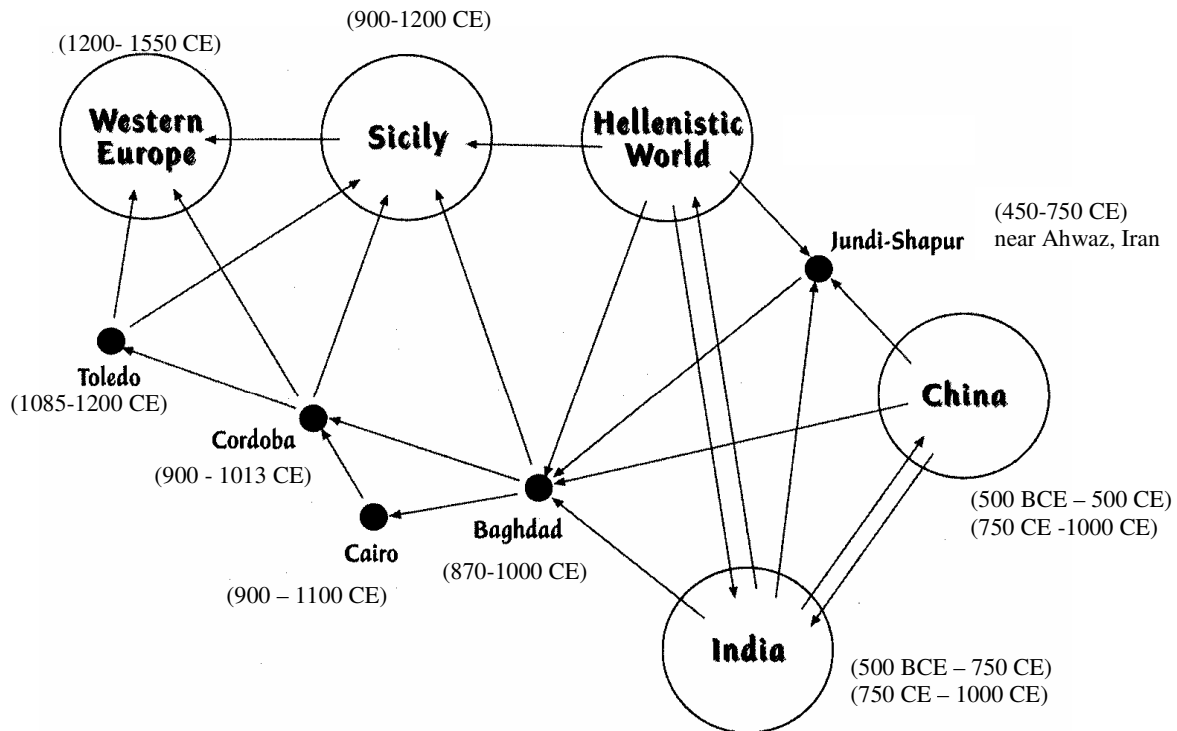 (900-1200 CE)
(1200- 1550 CE)
Western
Europe
Sicily
Hellenistic
World
(450-750 CE)
near Ahwaz, Iran
Jundi-Shapur
Toledo
(1085-1200 CE)
China
Cordoba
(900 - 1013 CE)
(500 BCE – 500 CE)
(750 CE -1000 CE)
Baghdad
(870-1000 CE)
Cairo
(900 – 1100 CE)
India
(500 BCE – 750 CE)
(750 CE – 1000 CE)